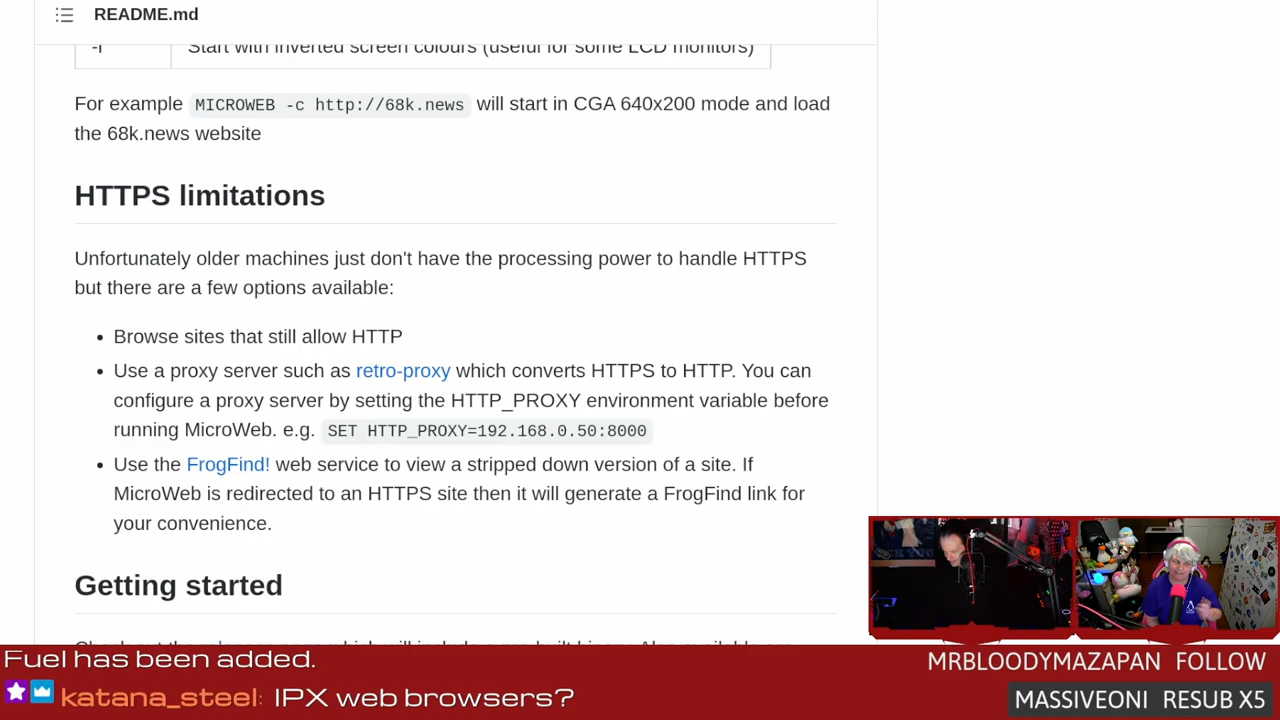 README.md
Start with inverted screen colours (useful for some LCD monitors)
For example MICROWEB -c http://68k.news will start in CGA 640x200 mode and load
the 68k.news website
HTTPS limitations
Unfortunately older machines just don't have the processing power to handle HTTPS
but there are a few options available:
• Browse sites that still allow HTTP
• Use a proxy server such as retro-proxy which converts HTTPS to HTTP. You can
configure a proxy server by setting the HTTP_PROXY environment variable before
running MicroWeb. e.g. SET HTTP_PROXY=192.168.0.50:8000
• Use the FrogFind! web service to view a stripped down version of a site. If
MicroWeb is redirected to an HTTPS site then it will generate a FrogFind link for
your convenience.
Getting started
Fuel has been added.
katana_steel: IPX web browsers?
MRBLOODYMAZAPAN FOLLOW
MASSIVEONI RESUB X5